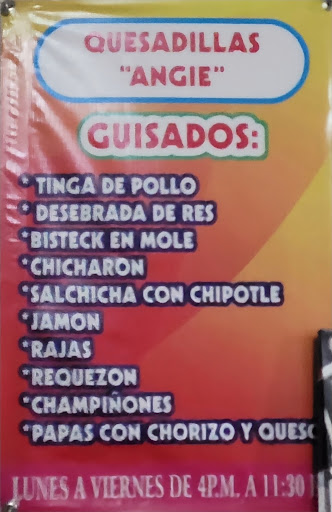 QUESADILLAS
"ANGIE"
GUISADOS:
* TINGA DE POLLO
* DESEBRADA DE RES
*BISTECK EN MOLE
*CHICHARON
*SALCHICHA CON CHIPOTLE
*JAMON
*RAJAS
*REQUEZON
*CHAMPIÑONES
*PAPAS CON CHORIZO Y QUESO
LUNES A VIERNES DE 4P.M. A 11:30